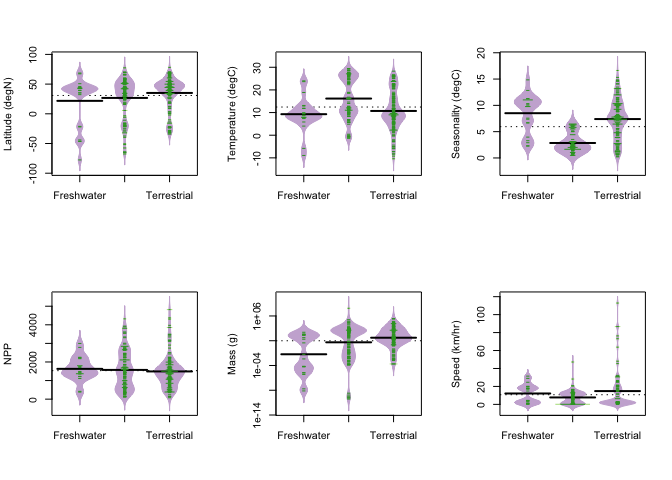 Latitude (degN)
100
50
0
-50
-100
Freshwater
Terrestrial
Temperature (degC)
30
20
10
0
-10
Freshwater
Terrestrial
Seasonality (degC)
20
15
10
5
0
Freshwater
Terrestrial
NPP
4000
2000
0
Freshwater
Terrestrial
Mass (g)
1e+06
1e-04
1e-14
Freshwater
Terrestrial
Speed (km/hr)
100
60
20
0
Freshwater
Terrestrial